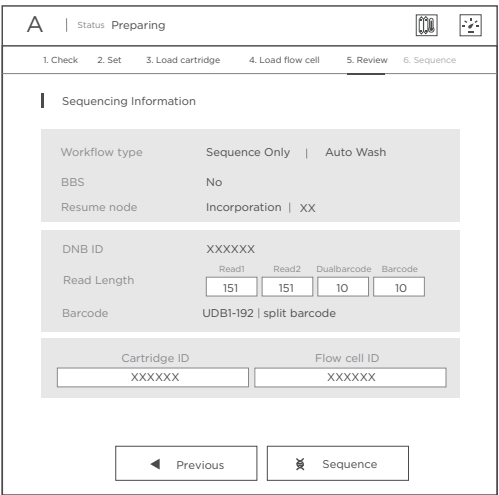 A | Status Preparing
1. Check 2. Set 3. Load cartridge 4. Load flow cell 5. Review 6. Sequence
Sequencing Information
Workflow type Sequence Only | Auto Wash
BBS No
Resume node Incorporation | XX
DNB ID XXXXXX
Read1 Read2 Dualbarcode Barcode
Read Length 151 151 10 10
Barcode UDB1-192 | split barcode
Cartridge ID Flow cell ID
XXXXXX XXXXXX
Previous Sequence